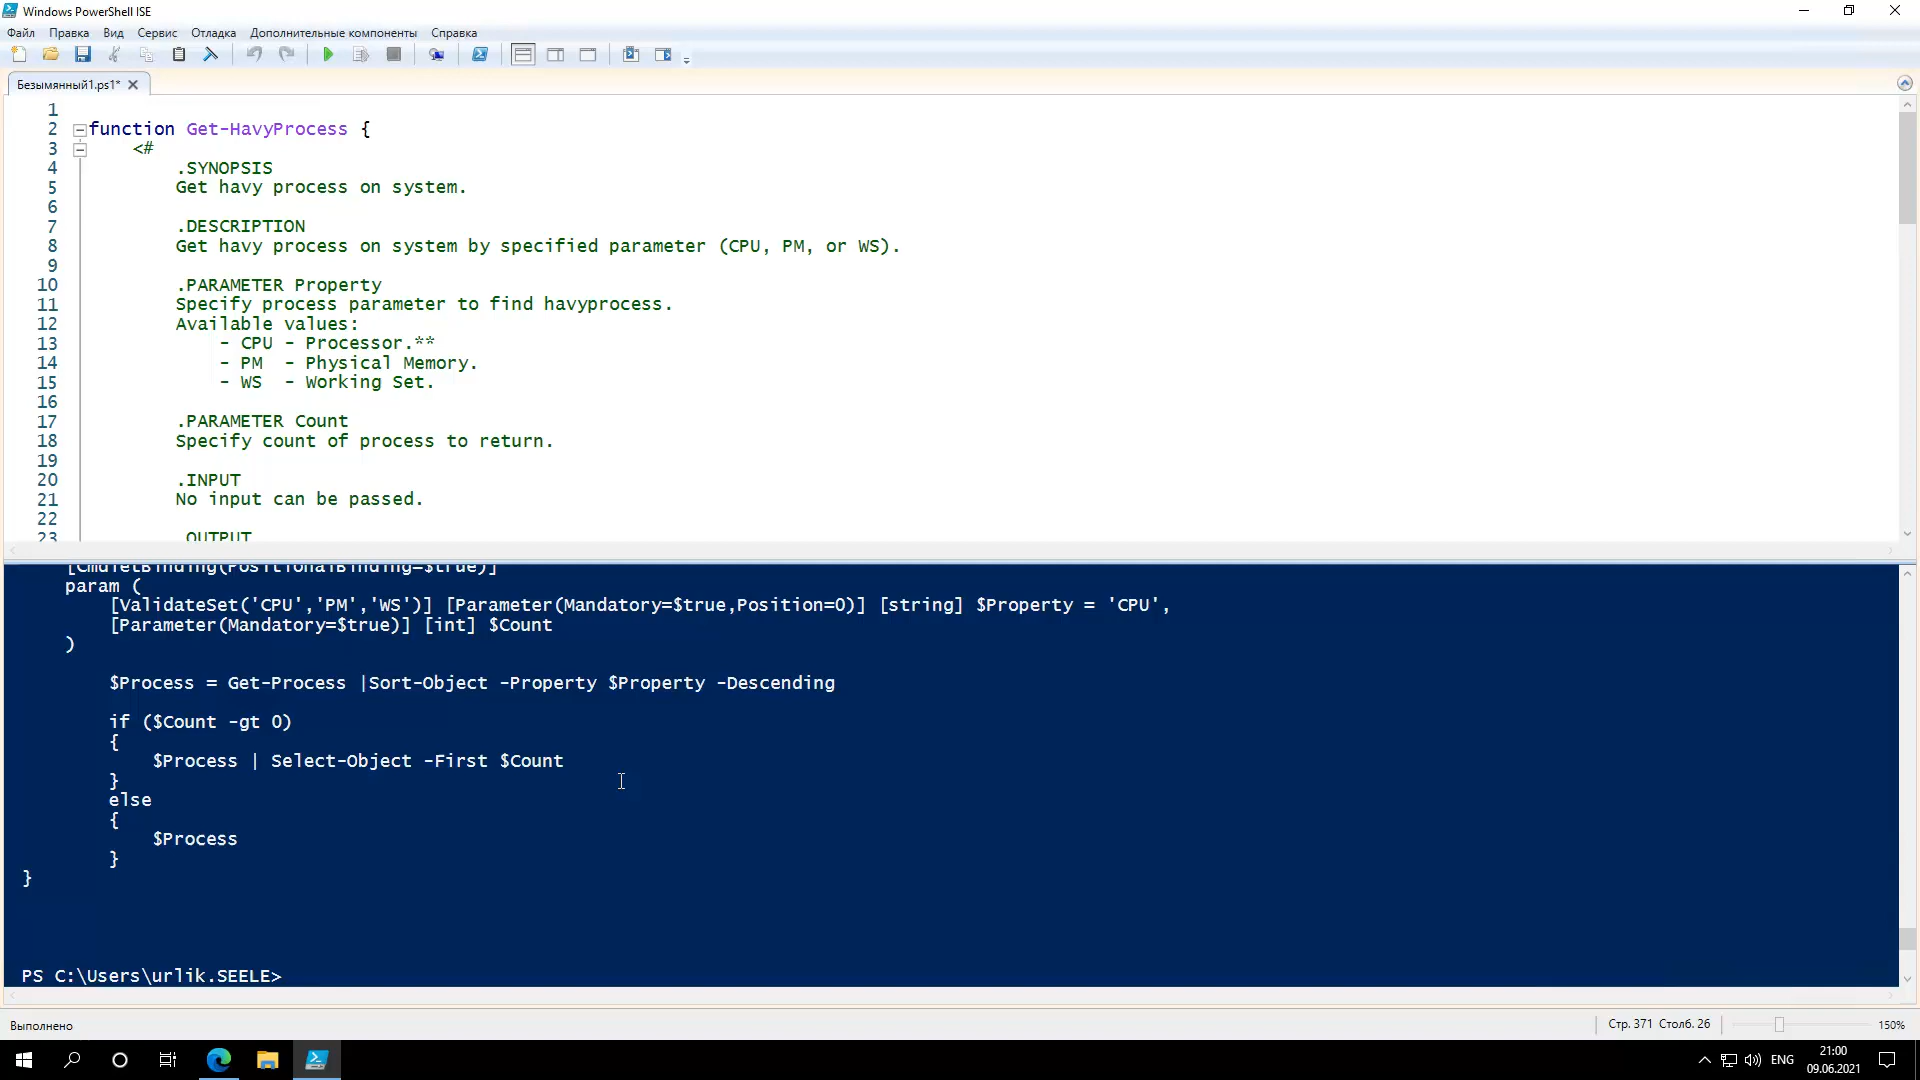 Windows PowerShell ISE
Файл Правка Вид Сервис Отладка Дополнительные компоненты Справка
Безымянный1.ps1*
1
2 function Get-HavyProcess {
3 <#
4 .SYNOPSIS
5 Get havy process on system.
6
7 .DESCRIPTION
8 Get havy process on system by specified parameter (CPU, PM, or WS).
9
10 .PARAMETER Property
11 Specify process parameter to find havyprocess.
12 Available values:
13 - CPU - Processor.**
14 - PM  - Physical Memory.
15 - WS  - Working Set.
16
17 .PARAMETER Count
18 Specify count of process to return.
19
20 .INPUT
21 No input can be passed.
22
23 .OUTPUT
[CmdletBinding(PositionalBinding=$true)]
param (
[ValidateSet('CPU','PM','WS')] [Parameter(Mandatory=$true,Position=0)] [string] $Property = 'CPU',
[Parameter(Mandatory=$true)] [int] $Count
)
$Process = Get-Process |Sort-Object -Property $Property -Descending
if ($Count -gt 0)
{
$Process | Select-Object -First $Count
}
else
{
$Process
}
}
PS C:\Users\urlik.SEELE>
Выполнено
Стр. 371 Столб. 26
150%
ENG
21:00
09.06.2021